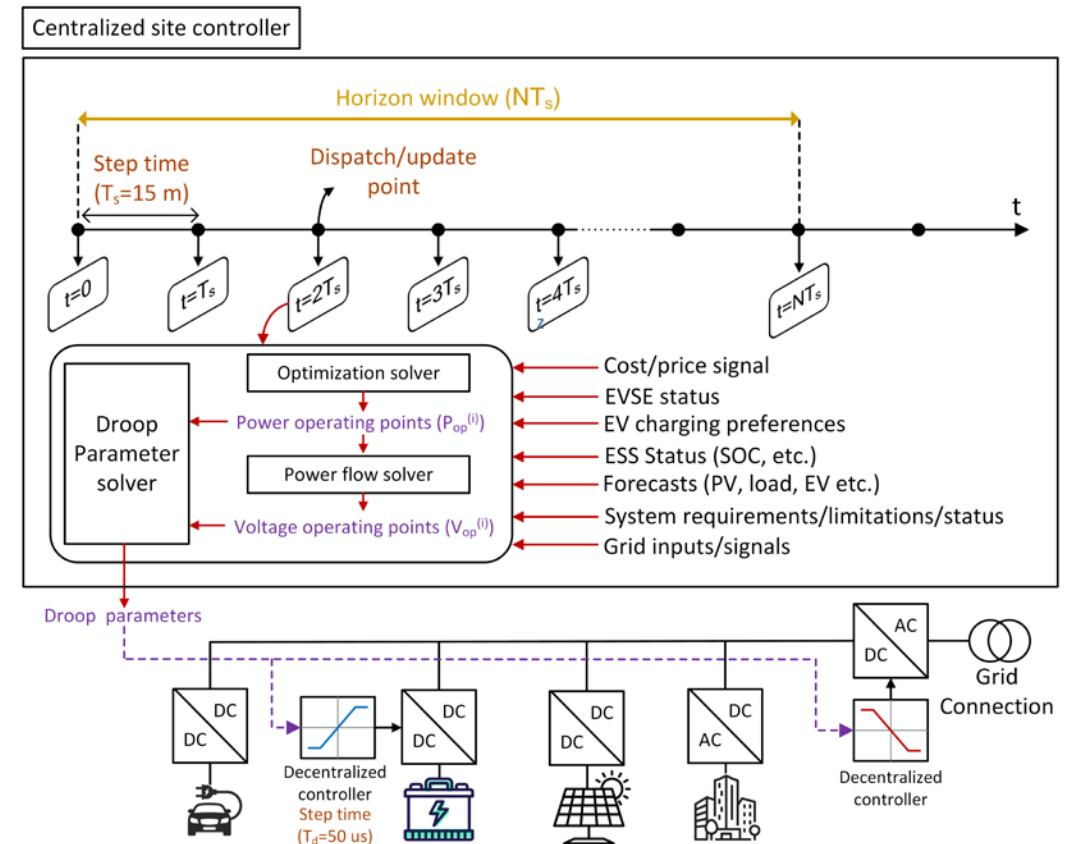 Centralized site controller
Horizon window (NTₛ)
Step time
(Tₛ=15 m)
Dispatch/update
point
t
t=0
t=Tₛ
t=2Tₛ
t=3Tₛ
t=4Tₛ
z
t=NTₛ
Droop
Parameter
solver
Optimization solver
Power operating points (Pₒₚ⁽ⁱ⁾)
Power flow solver
Voltage operating points (Vₒₚ⁽ⁱ⁾)
Cost/price signal
EVSE status
EV charging preferences
ESS Status (SOC, etc.)
Forecasts (PV, load, EV etc.)
System requirements/limitations/status
Grid inputs/signals
Droop parameters
DC
DC
Decentralized
controller
Step time
(T_d=50 us)
DC
DC
DC
DC
DC
AC
AC
DC
Grid
Connection
Decentralized
controller